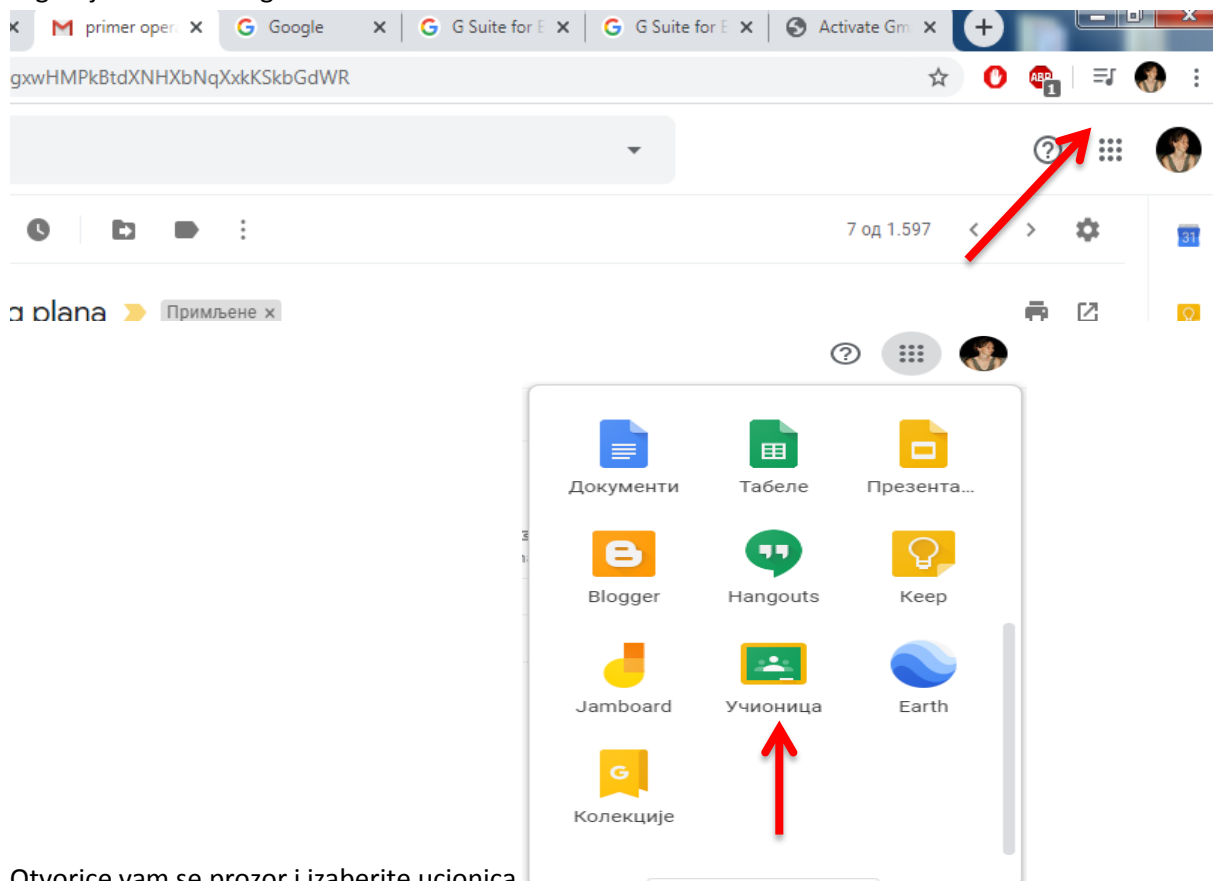 primer oper
Google
G Suite for E
G Suite for E
Activate Gm
gxwHMPkBtdXNHXbNqXxkKSkbGdWR
ABP
1
7 од 1.597
31
g plana
Примљене x
Документи
Табеле
Презента...
Blogger
Hangouts
Keep
Jamboard
Учионица
Earth
G
Колекције
Otvorice vam se prozor i izaberite ucionica